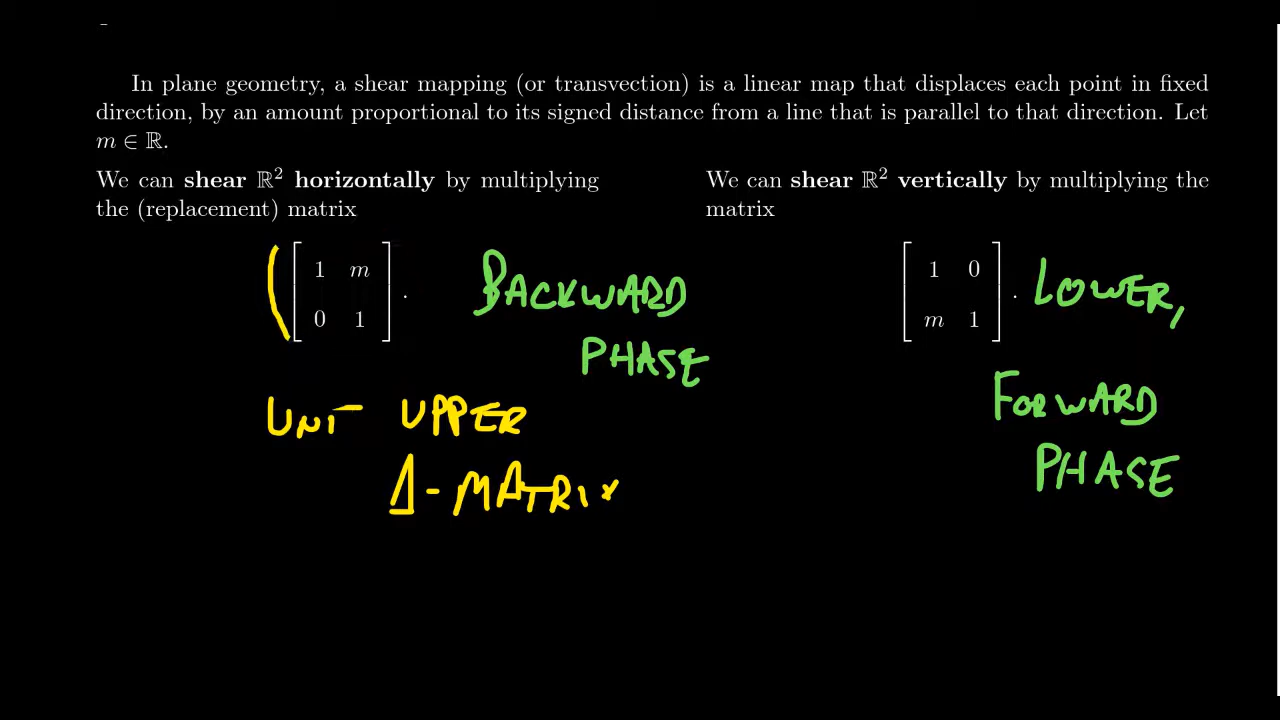 In plane geometry, a shear mapping (or transvection) is a linear map that displaces each point in fixed
direction, by an amount proportional to its signed distance from a line that is parallel to that direction. Let
m ∈ ℝ.
We can shear ℝ² horizontally by multiplying
the (replacement) matrix
( [ 1 m
0 1 ] .
BACKWARD
PHASE
UNIT UPPER
Δ-MATRIX
We can shear ℝ² vertically by multiplying the
matrix
[ 1 0
m 1 ] .
LOWER,
FORWARD
PHASE